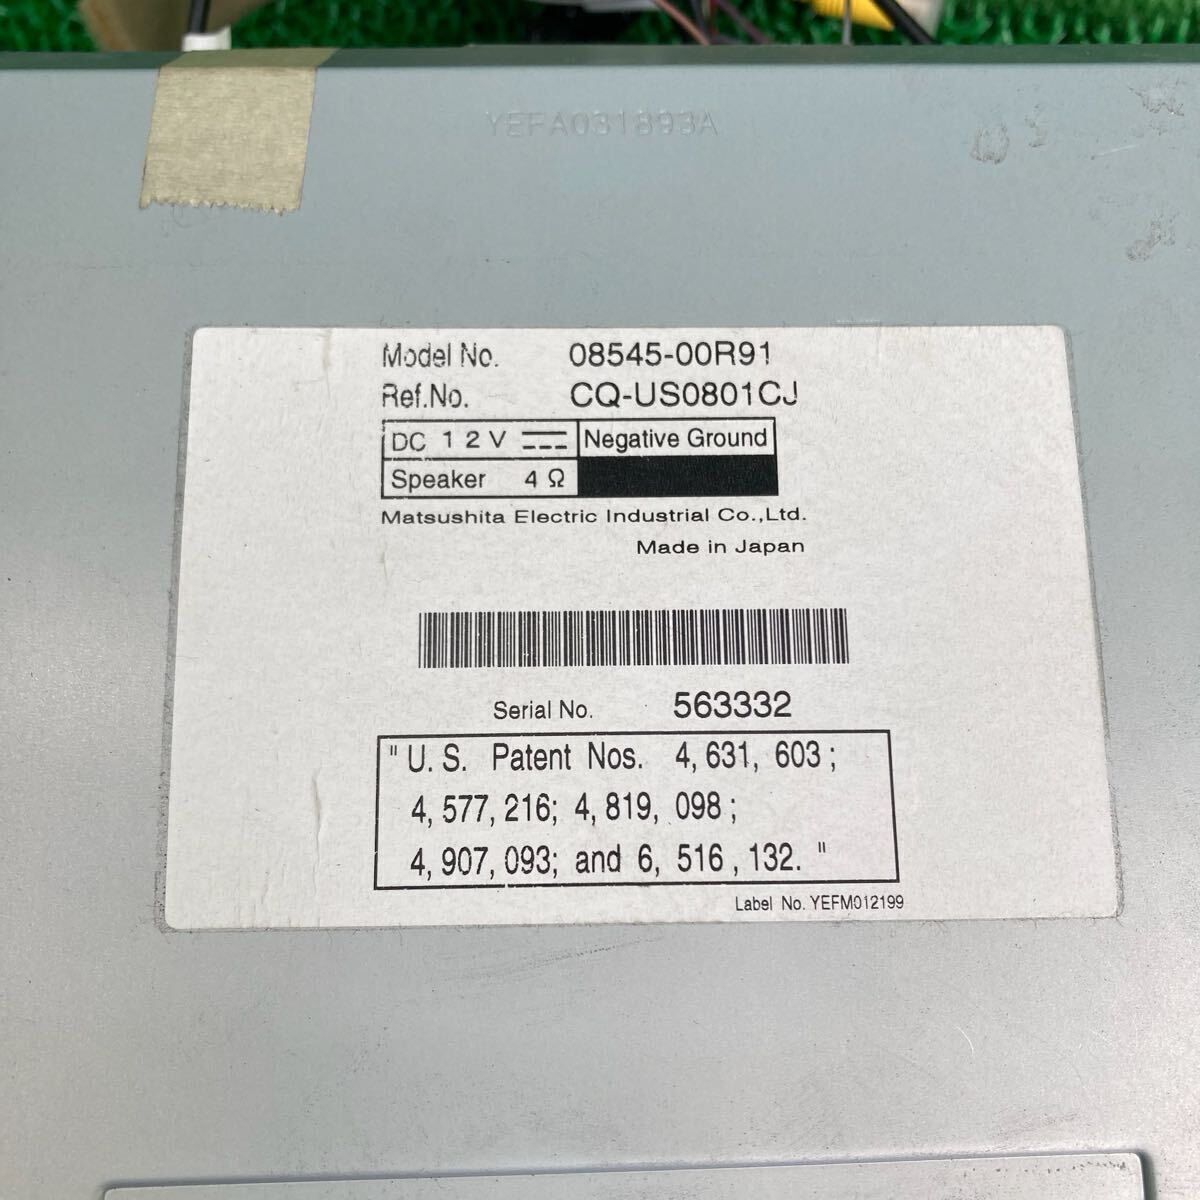 YEFA031893A
Model No. 08545-00R91
Ref.No. CQ-US0801CJ
DC 12V Negative Ground
Speaker 4Ω
Matsushita Electric Industrial Co.,Ltd.
Made in Japan
Serial No. 563332
"U.S. Patent Nos. 4,631,603;
4,577,216; 4,819,098;
4,907,093; and 6,516,132."
Label No. YEFM012199